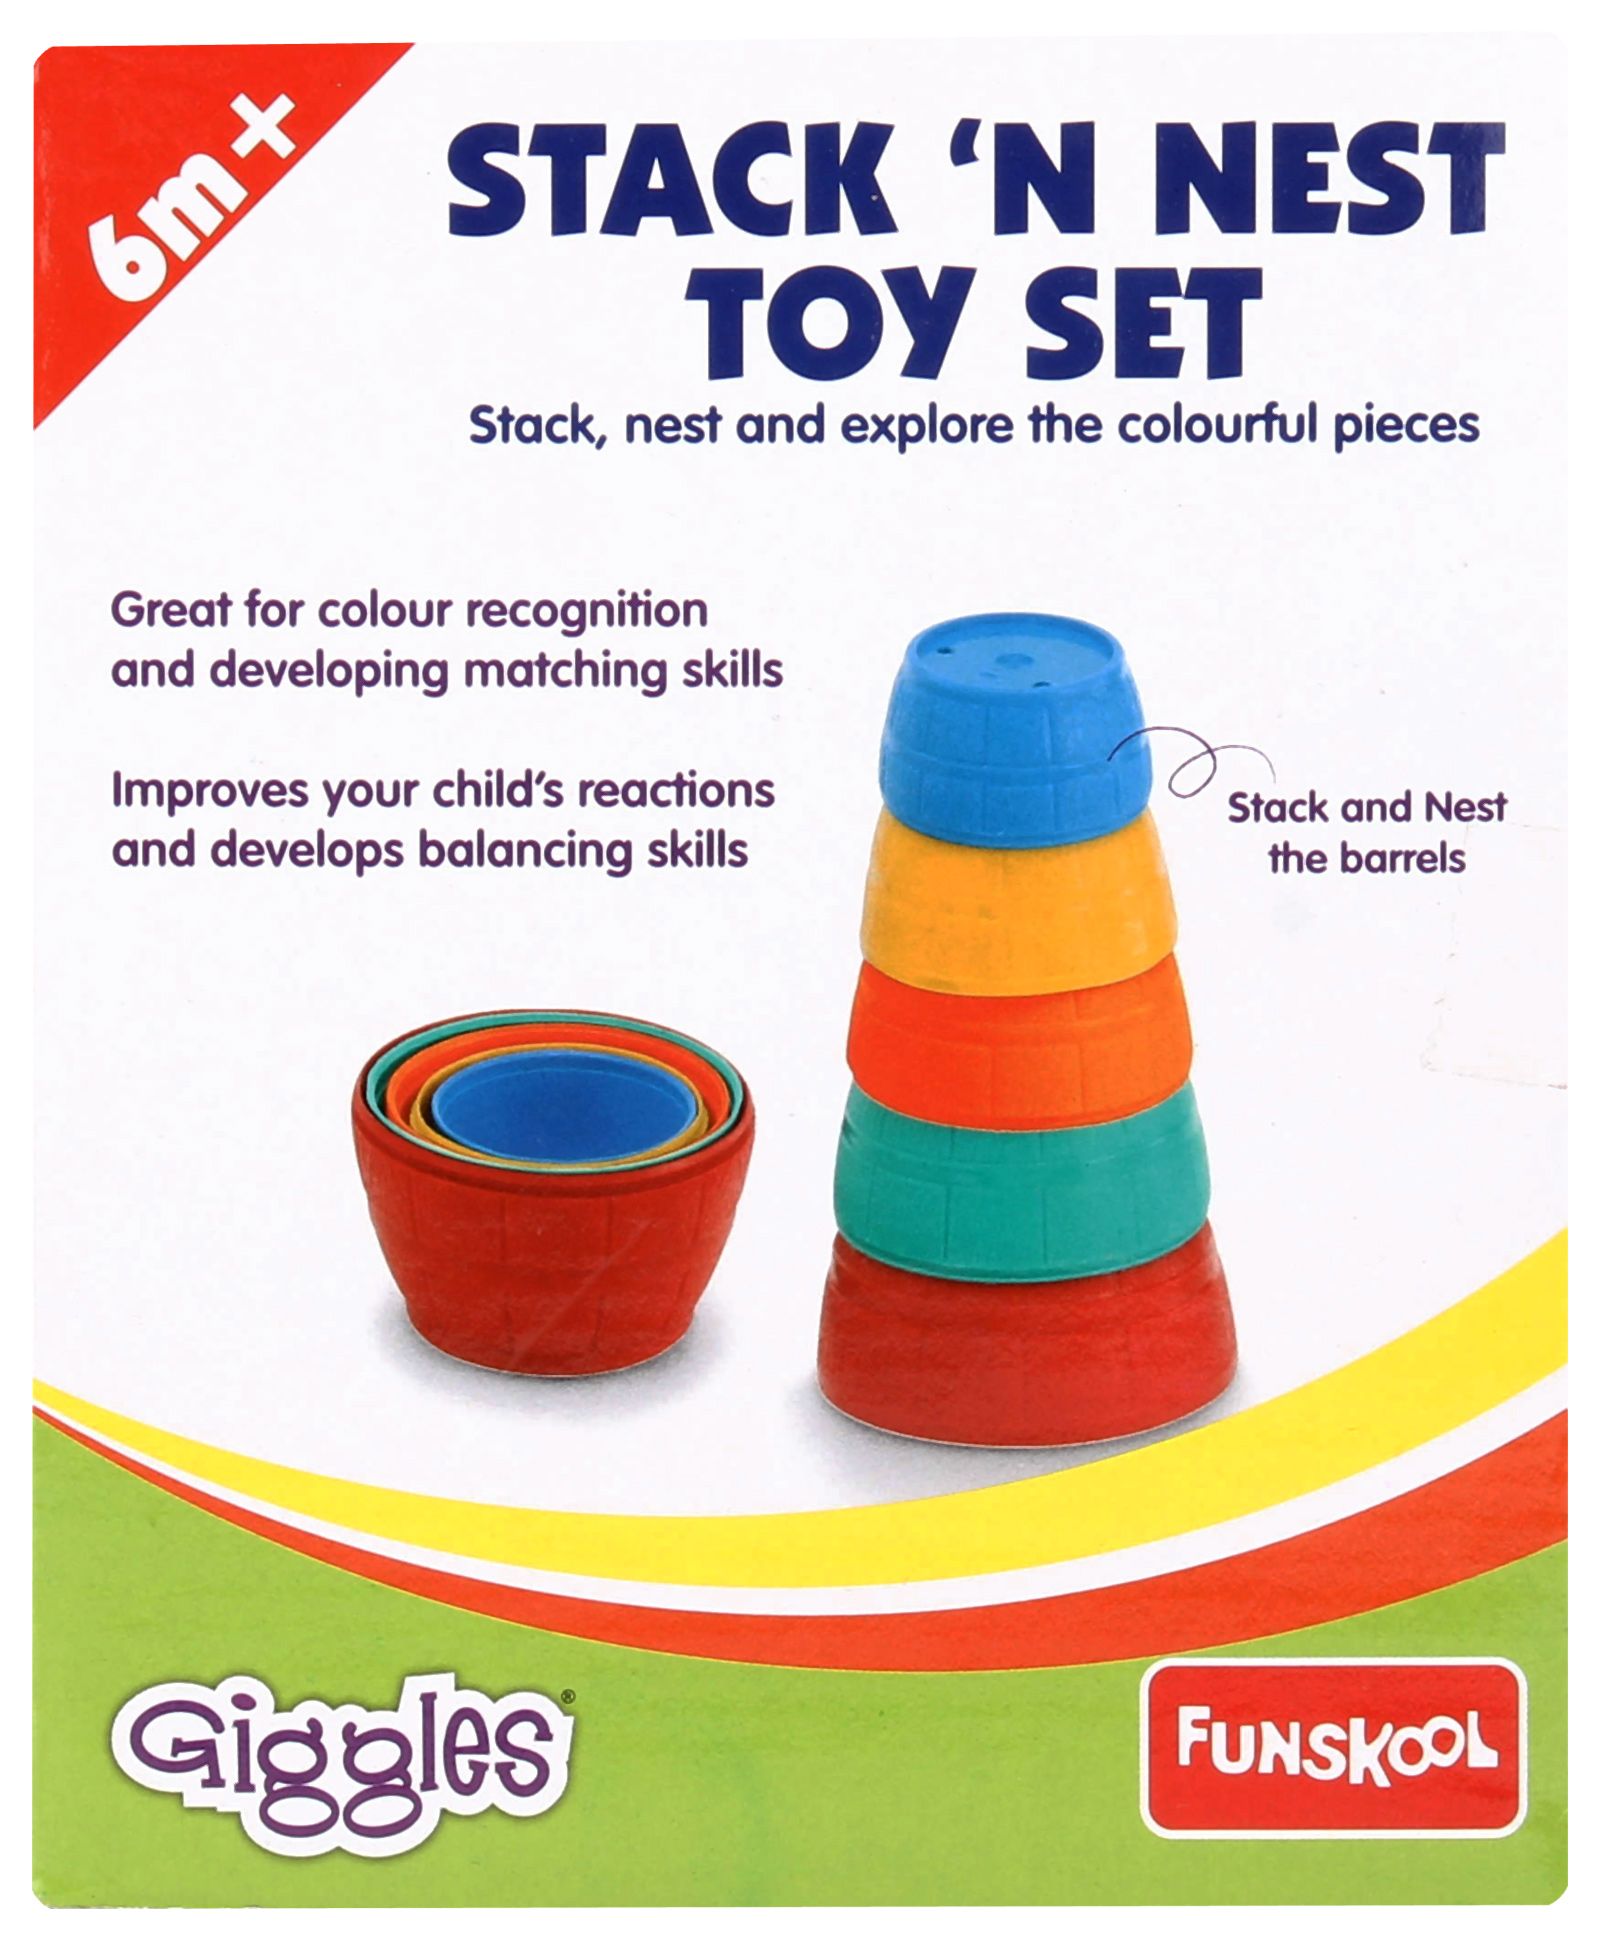 6m+
STACK ‘N NEST
TOY SET
Stack, nest and explore the colourful pieces
Great for colour recognition
and developing matching skills
Improves your child's reactions
and develops balancing skills
Stack and Nest
the barrels
Giggles®
FUNSKOOL